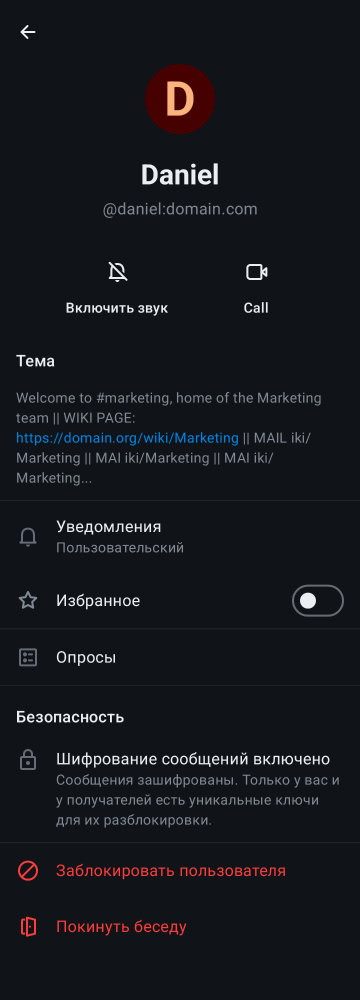 D
Daniel
@daniel:domain.com
Включить звук
Call
Тема
Welcome to #marketing, home of the Marketing
team || WIKI PAGE:
https://domain.org/wiki/Marketing || MAIL iki/
Marketing || MAI iki/Marketing || MAI iki/
Marketing...
Уведомления
Пользовательский
Избранное
Опросы
Безопасность
Шифрование сообщений включено
Сообщения зашифрованы. Только у вас и
у получателей есть уникальные ключи
для их разблокировки.
Заблокировать пользователя
Покинуть беседу